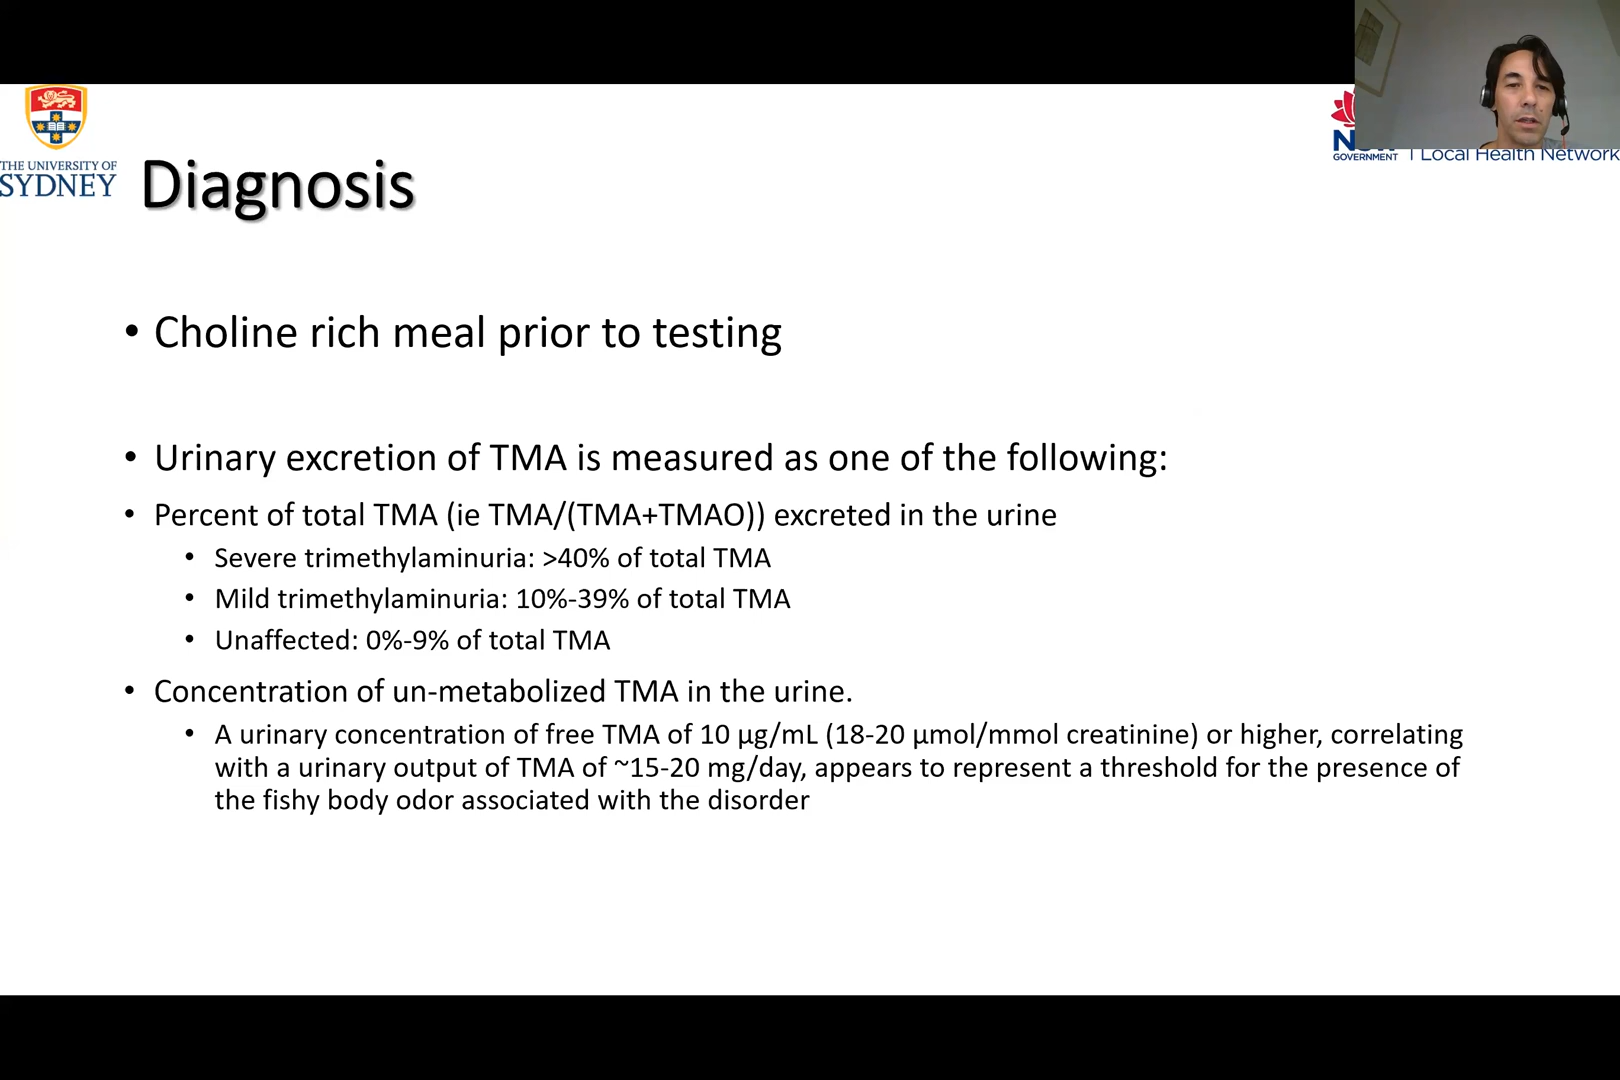 THE UNIVERSITY OF
SYDNEY
GOVERNMENT
Local Health Network
Diagnosis
• Choline rich meal prior to testing
• Urinary excretion of TMA is measured as one of the following:
• Percent of total TMA (ie TMA/(TMA+TMAO)) excreted in the urine
• Severe trimethylaminuria: >40% of total TMA
• Mild trimethylaminuria: 10%-39% of total TMA
• Unaffected: 0%-9% of total TMA
• Concentration of un-metabolized TMA in the urine.
• A urinary concentration of free TMA of 10 µg/mL (18-20 µmol/mmol creatinine) or higher, correlating
with a urinary output of TMA of ~15-20 mg/day, appears to represent a threshold for the presence of
the fishy body odor associated with the disorder